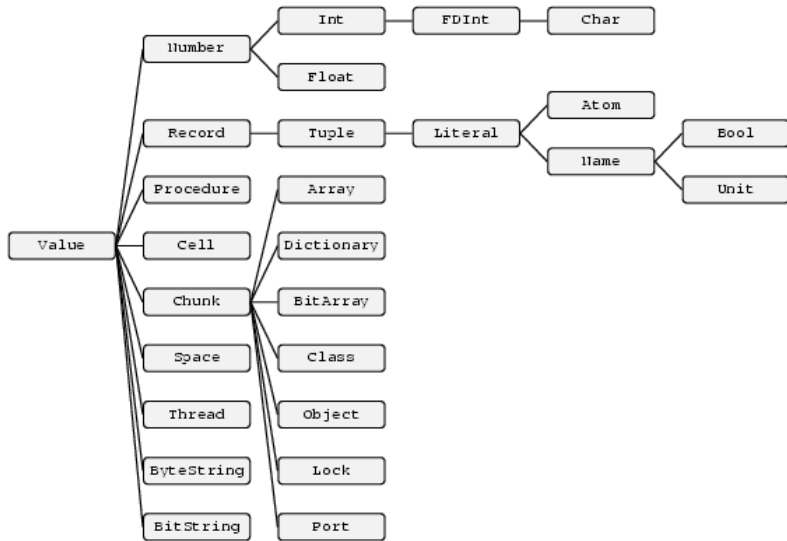 Int FDInt Char
Number
Float
Atom
Record Tuple Literal Bool
Name
Procedure Array Unit
Value Cell Dictionary
Chunk BitArray
Space Class
Thread Object
ByteString Lock
BitString Port